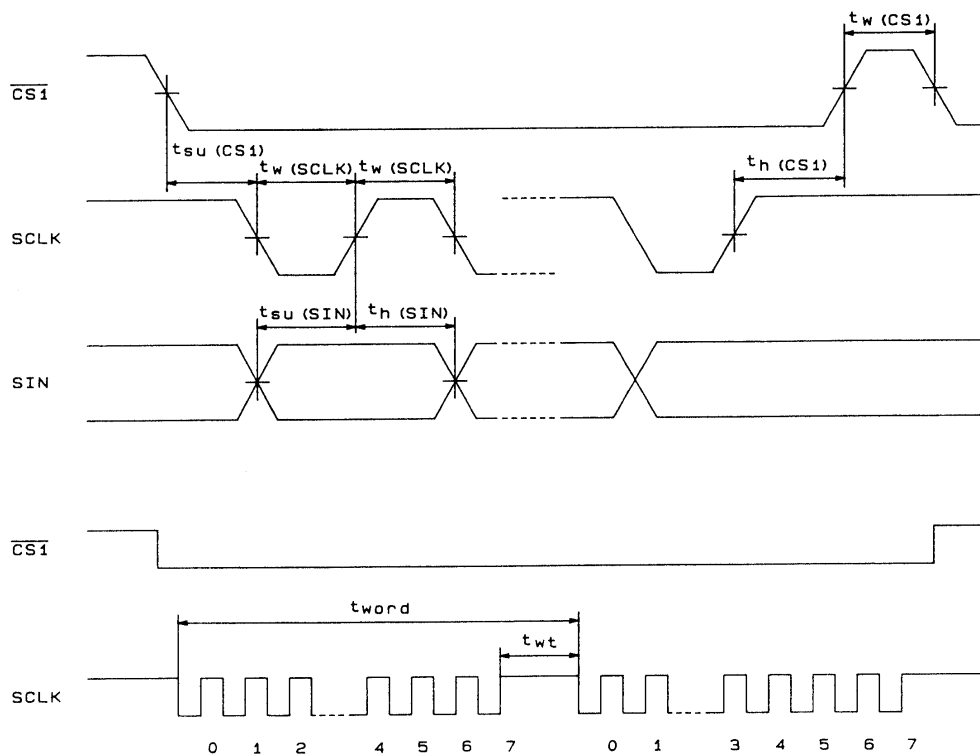 tw (CS1)
CS1
tsu (CS1)
tw (SCLK) tw (SCLK)
th (CS1)
SCLK
tsu (SIN) th (SIN)
SIN
CS1
tword
twt
SCLK
0 1 2 4 5 6 7 0 1 3 4 5 6 7